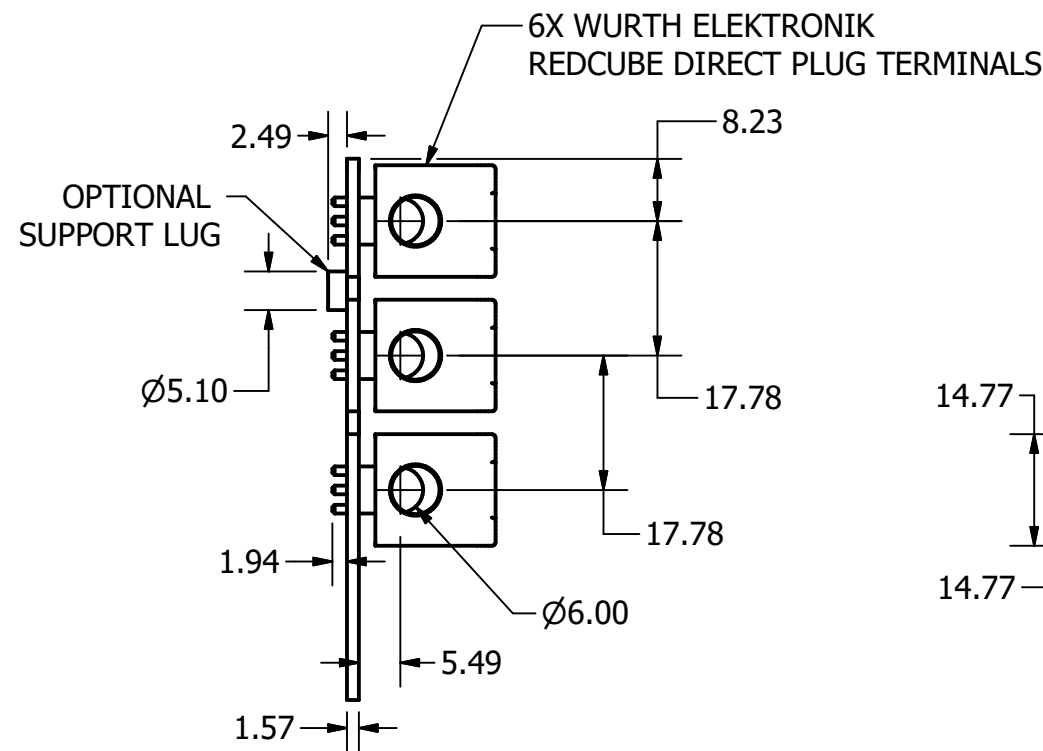 6X WURTH ELEKTRONIK
REDCUBE DIRECT PLUG TERMINALS
2.49
8.23
OPTIONAL
SUPPORT LUG
Ø5.10
17.78
14.77
17.78
1.94
14.77
Ø6.00
5.49
1.57